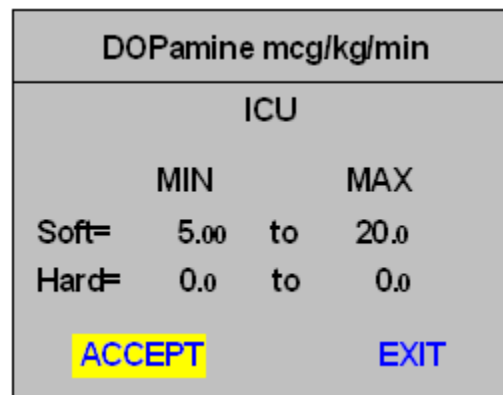 DOPamine mcg/kg/min
ICU
MIN MAX
Soft= 5.00 to 20.0
Hard= 0.0 to 0.0
ACCEPT EXIT